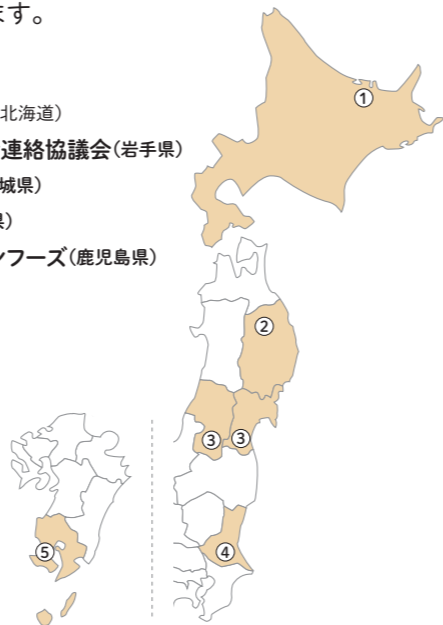 ます。
北海道）
連絡協議会（岩手県）
城県）
県）
ンフーズ（鹿児島県）
①
②
③ ③
④
⑤